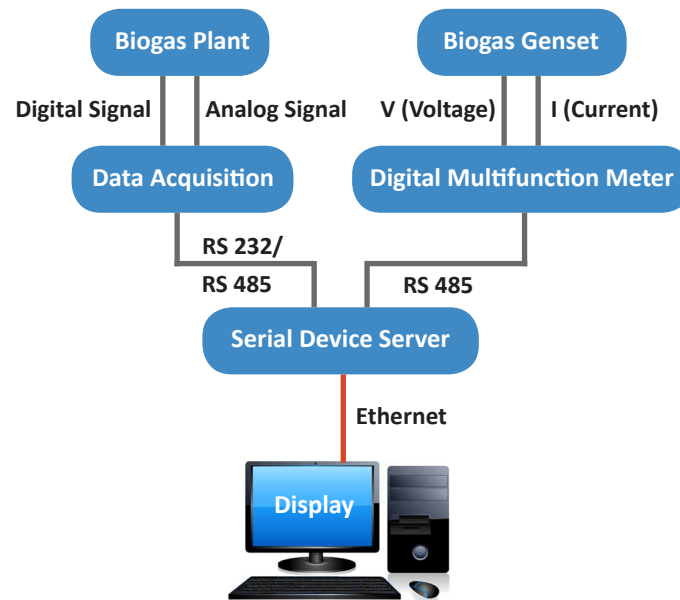 Biogas Plant
Biogas Genset
Digital Signal
Analog Signal
V (Voltage)
I (Current)
Data Acquisition
Digital Multifunction Meter
RS 232/
RS 485
RS 485
Serial Device Server
Ethernet
Display